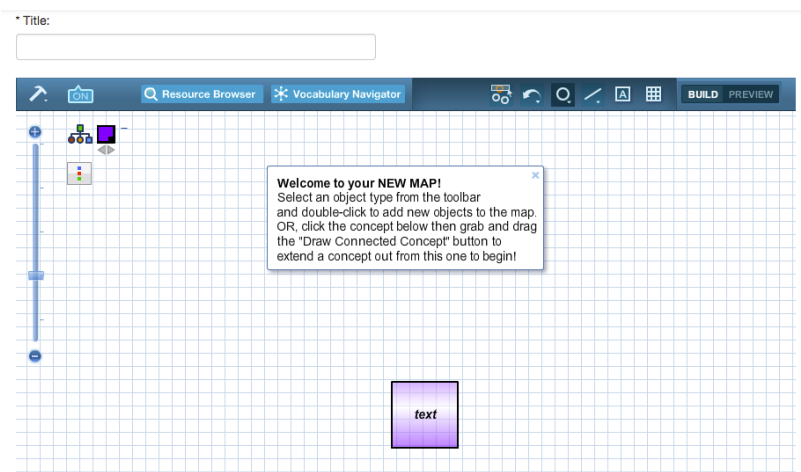 * Title:
ON
Resource Browser
Vocabulary Navigator
A
BUILD PREVIEW
Welcome to your NEW MAP!
Select an object type from the toolbar
and double-click to add new objects to the map.
OR, click the concept below then grab and drag
the "Draw Connected Concept" button to
extend a concept out from this one to begin!
text